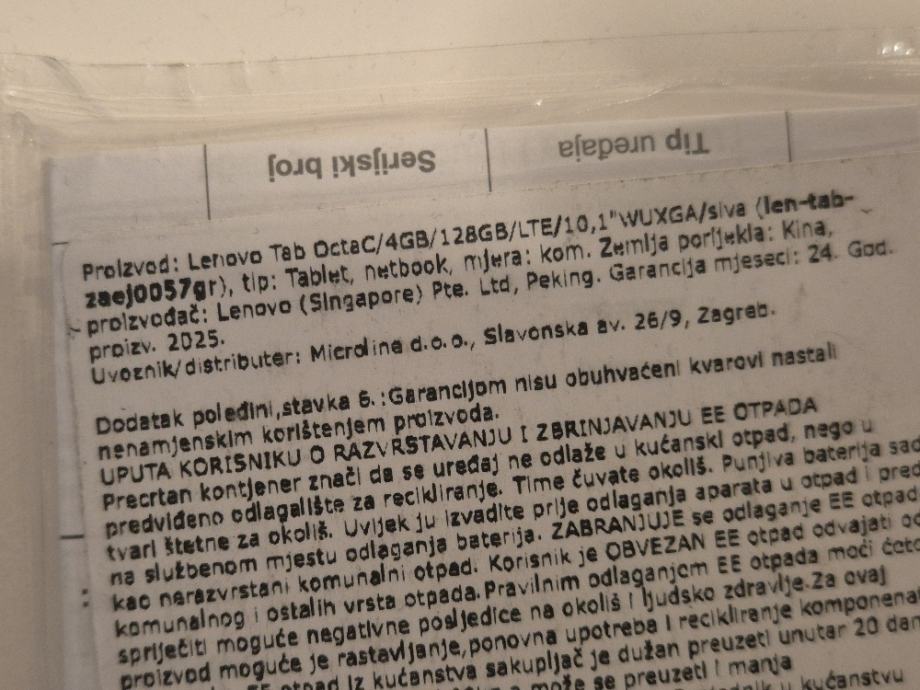 Serijski broj
Tip uređaja
Proizvod: Lenovo Tab OctaC/4GB/128GB/LTE/10,1"WUXGA/siva (len-tab-
zaej0057gr), tip: Tablet, netbook, mjera: kom. Zemlja porijekla: Kina,
proizvođač: Lenovo (Singapore) Pte. Ltd, Peking. Garancija mjeseci: 24. God.
proizv. 2025.
Uvoznik/distributer: Microline d.o.o., Slavonska av. 26/9, Zagreb.
Dodatak poleđini,stavka 6.:Garancijom nisu obuhvaćeni kvarovi nastali
nenamjenskim korištenjem proizvoda.
UPUTA KORISNIKU O RAZVRSTAVANJU I ZBRINJAVANJU EE OTPADA
Precrtan kontjener znači da se uređaj ne odlaže u kućanski otpad, nego u
predviđeno odlagalište za recikliranje. Time čuvate okoliš. Punjiva baterija sad
tvari štetne za okoliš. Uvijek ju izvadite prije odlaganja aparata u otpad i pred
na službenom mjestu odlaganja baterija. ZABRANJUJE se odlaganje EE otpad
kao nerazvrstani komunalni otpad. Korisnik je OBVEZAN EE otpad odvajati od
komunalnog i ostalih vrsta otpada.Pravilnim odlaganjem EE otpada moći ćete
spriječiti moguće negativne posljedice na okoliš i ljudsko zdravlje.Za ovaj
proizvod moguće je rastavljanje,ponovna upotreba i recikliranje komponenat
EE otpad iz kućanstva sakupljač je dužan preuzeti unutar 20 dan
može se preuzeti i manja
u kućanstvu